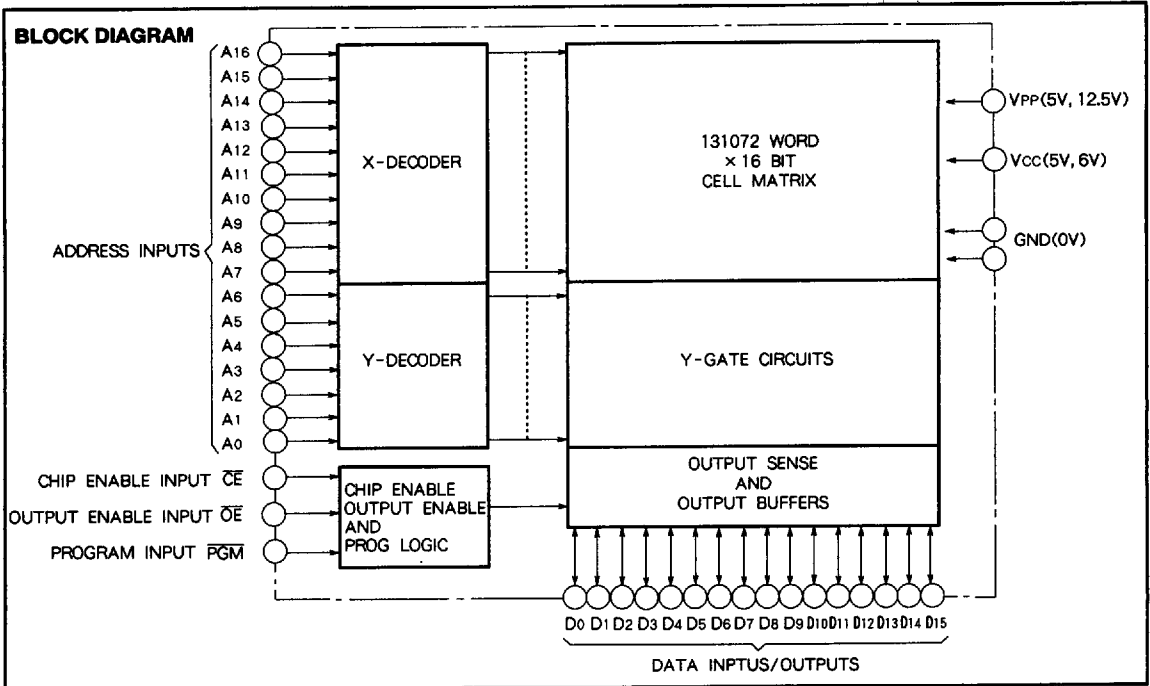 BLOCK DIAGRAM
A16
A15
A14
A13
A12
A11
A10
A9
A8
A7
A6
A5
A4
A3
A2
A1
A0
ADDRESS INPUTS
CHIP ENABLE INPUT C̅E̅
OUTPUT ENABLE INPUT O̅E̅
PROGRAM INPUT P̅G̅M̅
X-DECODER
Y-DECODER
CHIP ENABLE
OUTPUT ENABLE
AND
PROG LOGIC
131072 WORD
× 16 BIT
CELL MATRIX
Y-GATE CIRCUITS
OUTPUT SENSE
AND
OUTPUT BUFFERS
VPP(5V, 12.5V)
VCC(5V, 6V)
GND(0V)
D0 D1 D2 D3 D4 D5 D6 D7 D8 D9 D10 D11 D12 D13 D14 D15
DATA INPTUS/OUTPUTS